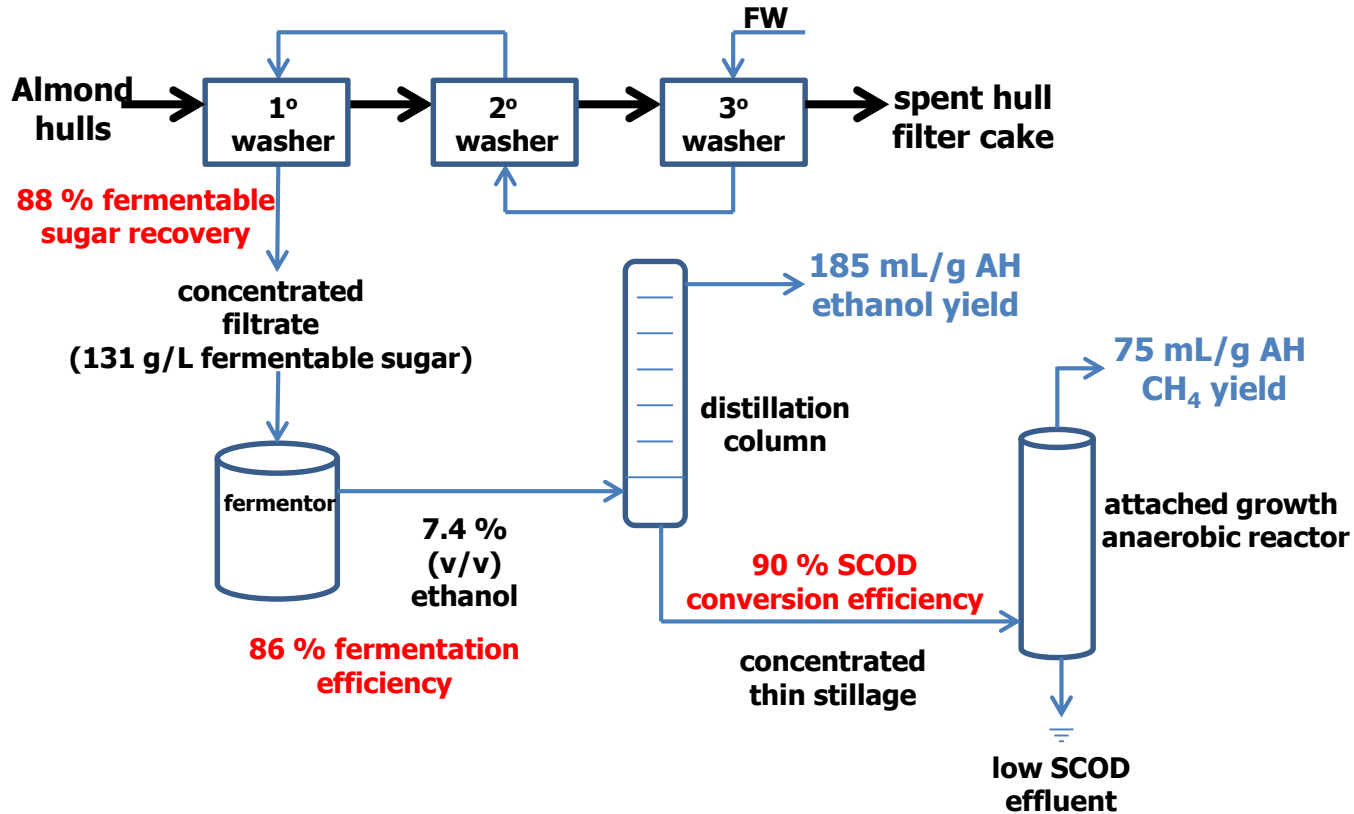 FW
Almond
hulls
1º
washer
2º
washer
3º
washer
spent hull
filter cake
88 % fermentable
sugar recovery
concentrated
filtrate
(131 g/L fermentable sugar)
185 mL/g AH
ethanol yield
75 mL/g AH
CH₄ yield
distillation
column
fermentor
7.4 %
(v/v)
ethanol
86 % fermentation
efficiency
90 % SCOD
conversion efficiency
concentrated
thin stillage
attached growth
anaerobic reactor
low SCOD
effluent